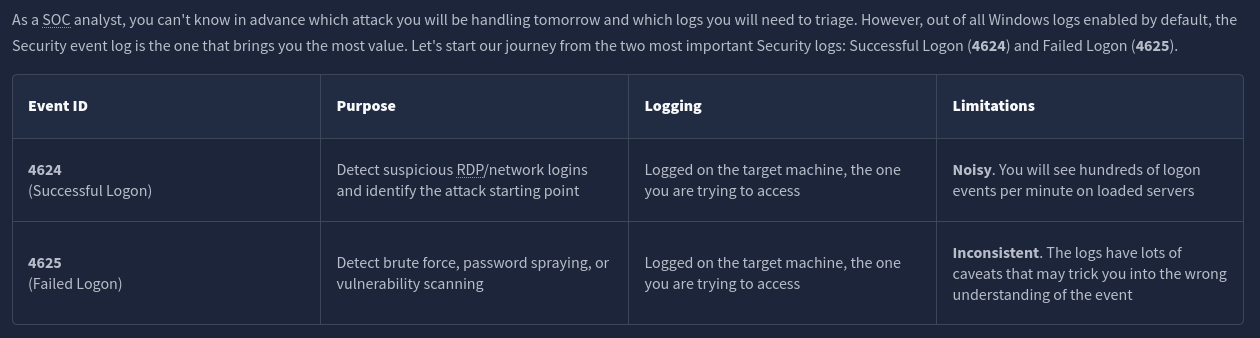 As a SOC analyst, you can't know in advance which attack you will be handling tomorrow and which logs you will need to triage. However, out of all Windows logs enabled by default, the
Security event log is the one that brings you the most value. Let's start our journey from the two most important Security logs: Successful Logon (4624) and Failed Logon (4625).
Event ID
Purpose
Logging
Limitations
4624
(Successful Logon)
Detect suspicious RDP/network logins
and identify the attack starting point
Logged on the target machine, the one
you are trying to access
Noisy. You will see hundreds of logon
events per minute on loaded servers
4625
(Failed Logon)
Detect brute force, password spraying, or
vulnerability scanning
Logged on the target machine, the one
you are trying to access
Inconsistent. The logs have lots of
caveats that may trick you into the wrong
understanding of the event